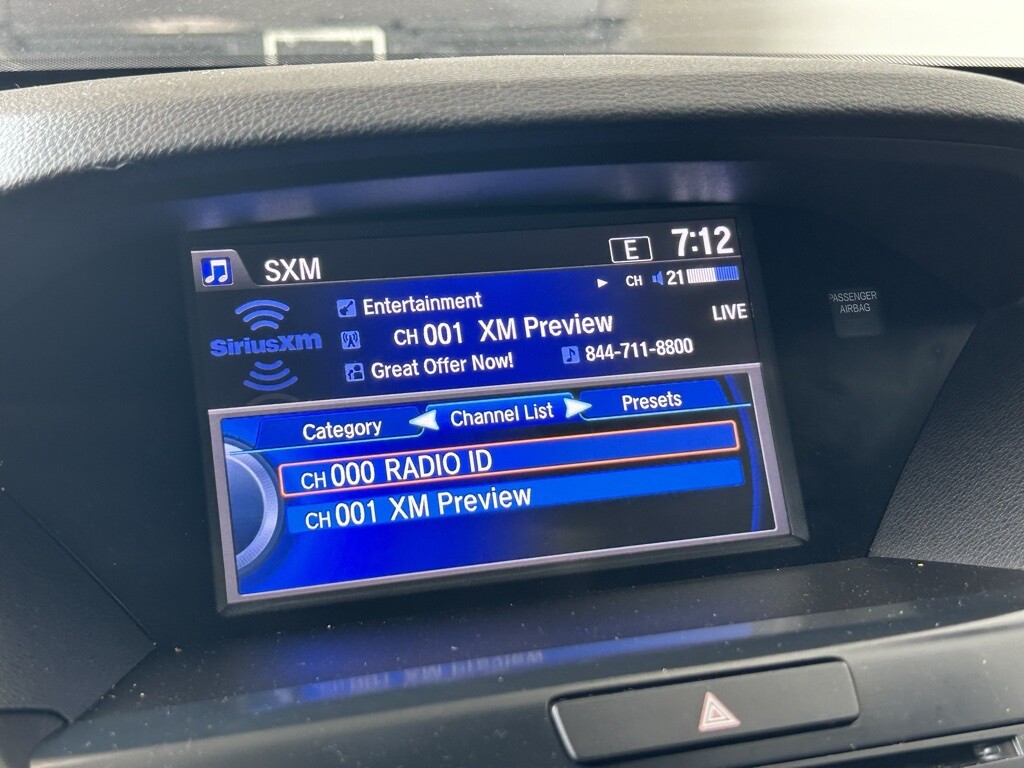 SXM
E
7:12
CH 21
Entertainment
SiriusXm
CH 001 XM Preview
LIVE
Great Offer Now!
844-711-8800
Category
Channel List
Presets
CH 000 RADIO ID
CH 001 XM Preview
PASSENGER
AIRBAG